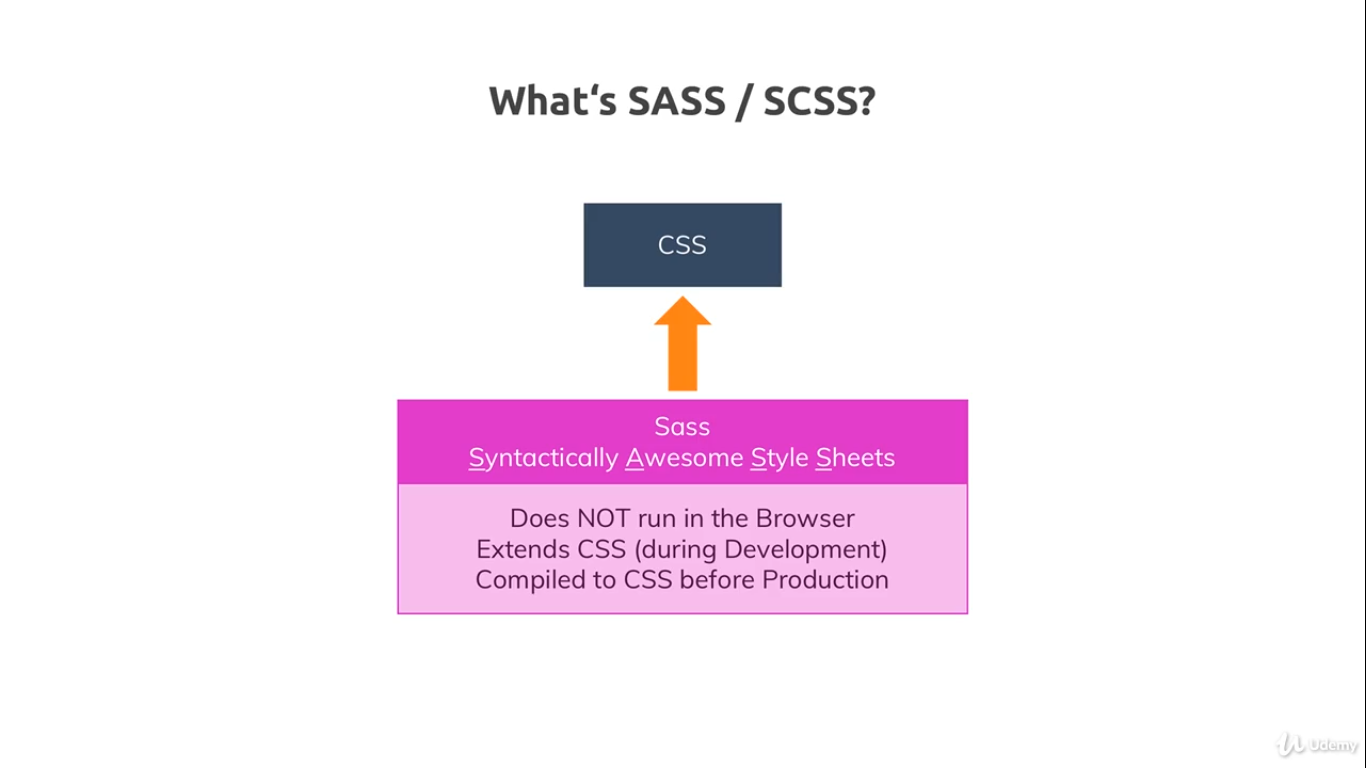 What‘s SASS / SCSS?
CSS
Sass
Syntactically Awesome Style Sheets
Does NOT run in the Browser
Extends CSS (during Development)
Compiled to CSS before Production
Udemy